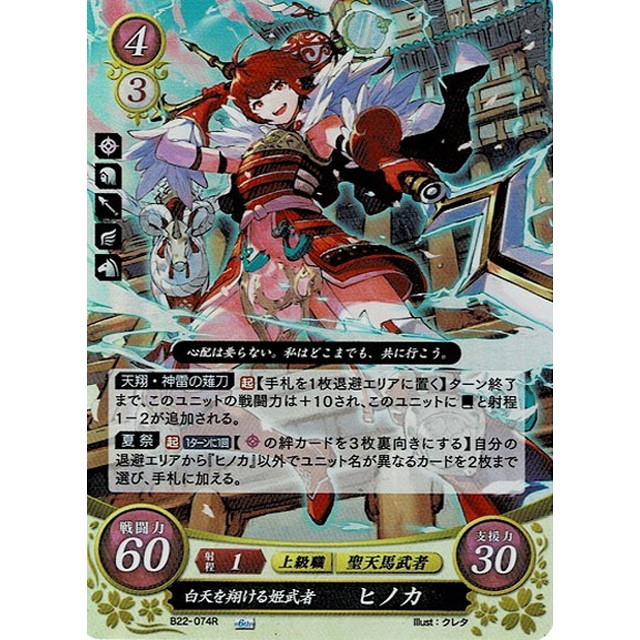 4
3
心配は要らない。私はどこまでも、共に行こう。
天翔・神雷の薙刀 起【手札を1枚退避エリアに置く】ターン終了
まで、このユニットの戦闘力は+10され、このユニットに と射程
1-2が追加される。
夏祭 起 1ターンに1回【 の絆カードを3枚裏向きにする】自分の
退避エリアから『ヒノカ』以外でユニット名が異なるカードを2枚まで
選び、手札に加える。
戦闘力
60
射程 1 上級職 聖天馬武者
支援力
30
白天を翔ける姫武者 ヒノカ
B22-074R Illust:クレタ